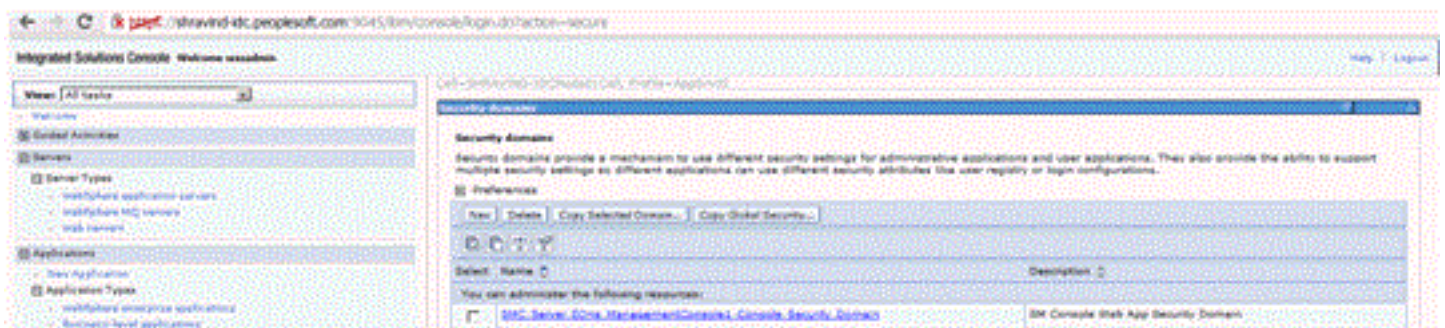 https://shravind-idc.peoplesoft.com:9045/ibm/console/login.do?action=secure
Integrated Solutions Console Welcome wasadmin
Help | Logout
View: All tasks
Welcome
Guided Activities
Servers
Server Types
WebSphere application servers
WebSphere MQ servers
Web servers
Applications
New Application
Application Types
WebSphere enterprise applications
Business-level applications
Security domains
Security domains
Security domains provide a mechanism to use different security settings for administrative applications and user applications. They also provide the ability to support
multiple security settings so different applications can use different security attributes like user registry or login configurations.
Preferences
New Delete Copy Selected Domain... Copy Global Security...
Select Name Description
You can administer the following resources:
SMC_Server_EOne_ManagementConsole1_Console_Security_Domain SM Console Web App Security Domain